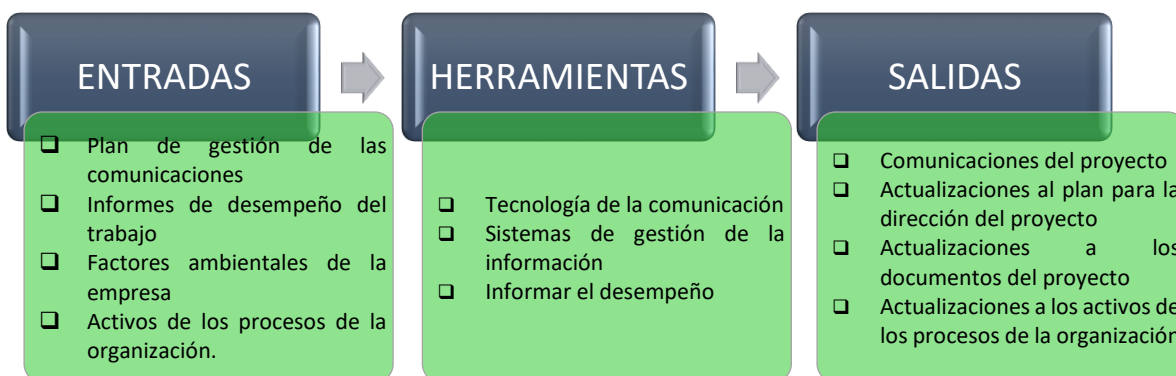 ENTRADAS
Plan de gestión de las
comunicaciones
Informes de desempeño del
trabajo
Factores ambientales de la
empresa
Activos de los procesos de la
organización.
HERRAMIENTAS
Tecnología de la comunicación
Sistemas de gestión de la
información
Informar el desempeño
SALIDAS
Comunicaciones del proyecto
Actualizaciones al plan para la
dirección del proyecto
Actualizaciones a los
documentos del proyecto
Actualizaciones a los activos de
los procesos de la organización